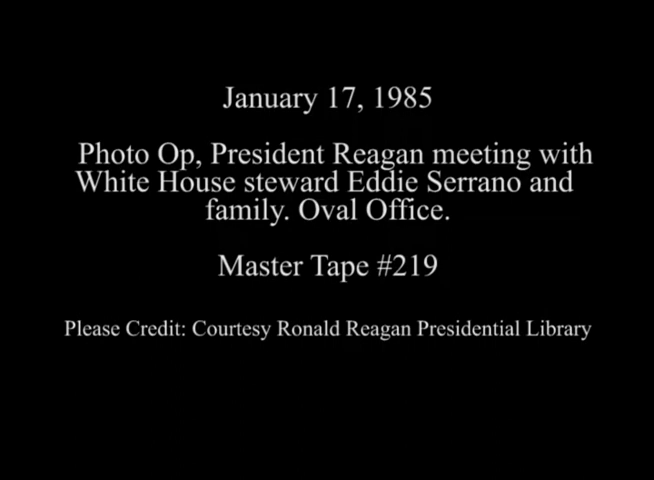 January 17, 1985
Photo Op, President Reagan meeting with
White House steward Eddie Serrano and
family. Oval Office.
Master Tape #219
Please Credit: Courtesy Ronald Reagan Presidential Library